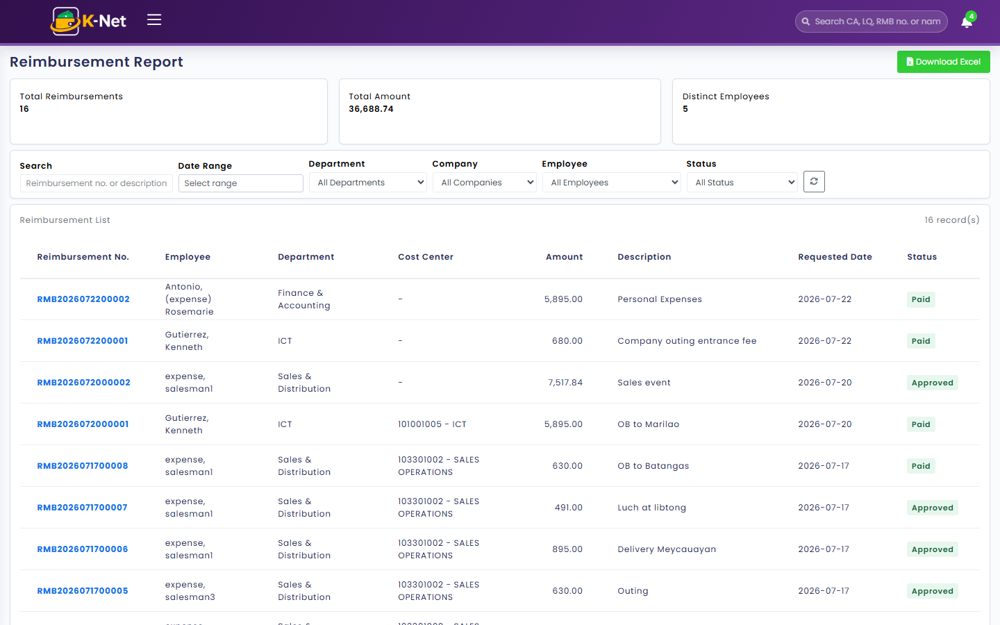 K-Net
Search CA, LQ, RMB no. or nam
4
Reimbursement Report
Download Excel
Total Reimbursements
16
Total Amount
36,688.74
Distinct Employees
5
Search
Date Range
Department
Company
Employee
Status
Reimbursement no. or description
Select range
All Departments
All Companies
All Employees
All Status
Reimbursement List
16 record(s)
Reimbursement No. Employee Department Cost Center Amount Description Requested Date Status
RMB2026072200002 Antonio, (expense) Rosemarie Finance & Accounting - 5,895.00 Personal Expenses 2026-07-22 Paid
RMB2026072200001 Gutierrez, Kenneth ICT - 680.00 Company outing entrance fee 2026-07-22 Paid
RMB2026072000002 expense, salesman1 Sales & Distribution - 7,517.84 Sales event 2026-07-20 Approved
RMB2026072000001 Gutierrez, Kenneth ICT 101001005 - ICT 5,895.00 OB to Marilao 2026-07-20 Paid
RMB2026071700008 expense, salesman1 Sales & Distribution 103301002 - SALES OPERATIONS 630.00 OB to Batangas 2026-07-17 Paid
RMB2026071700007 expense, salesman1 Sales & Distribution 103301002 - SALES OPERATIONS 491.00 Luch at libtong 2026-07-17 Approved
RMB2026071700006 expense, salesman1 Sales & Distribution 103301002 - SALES OPERATIONS 895.00 Delivery Meycauayan 2026-07-17 Approved
RMB2026071700005 expense, salesman3 Sales & Distribution 103301002 - SALES OPERATIONS 630.00 Outing 2026-07-17 Approved